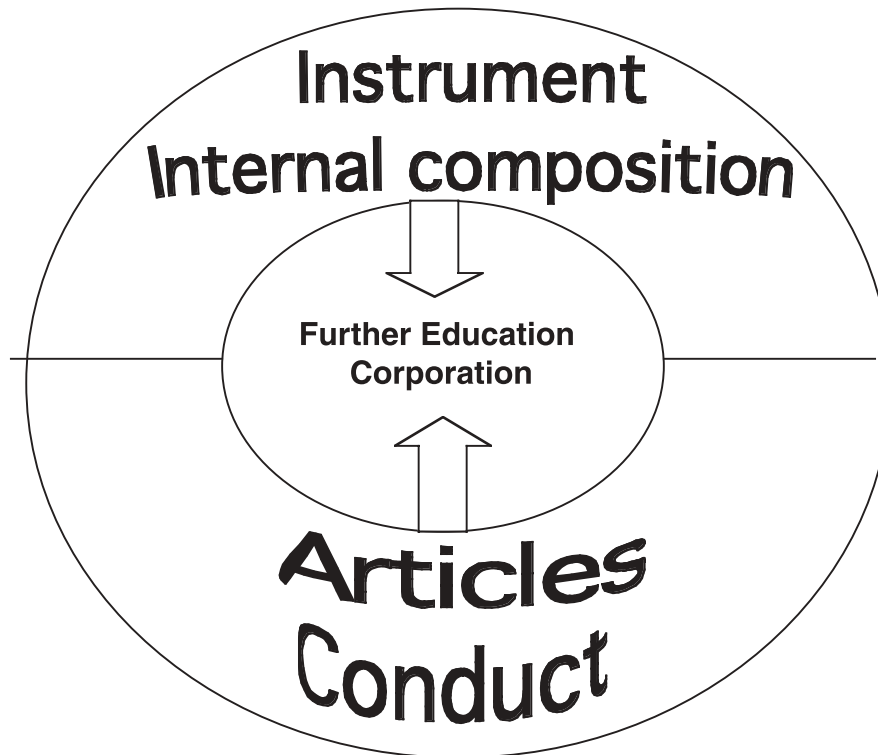 Instrument
Internal composition
Further Education
Corporation
Articles
Conduct